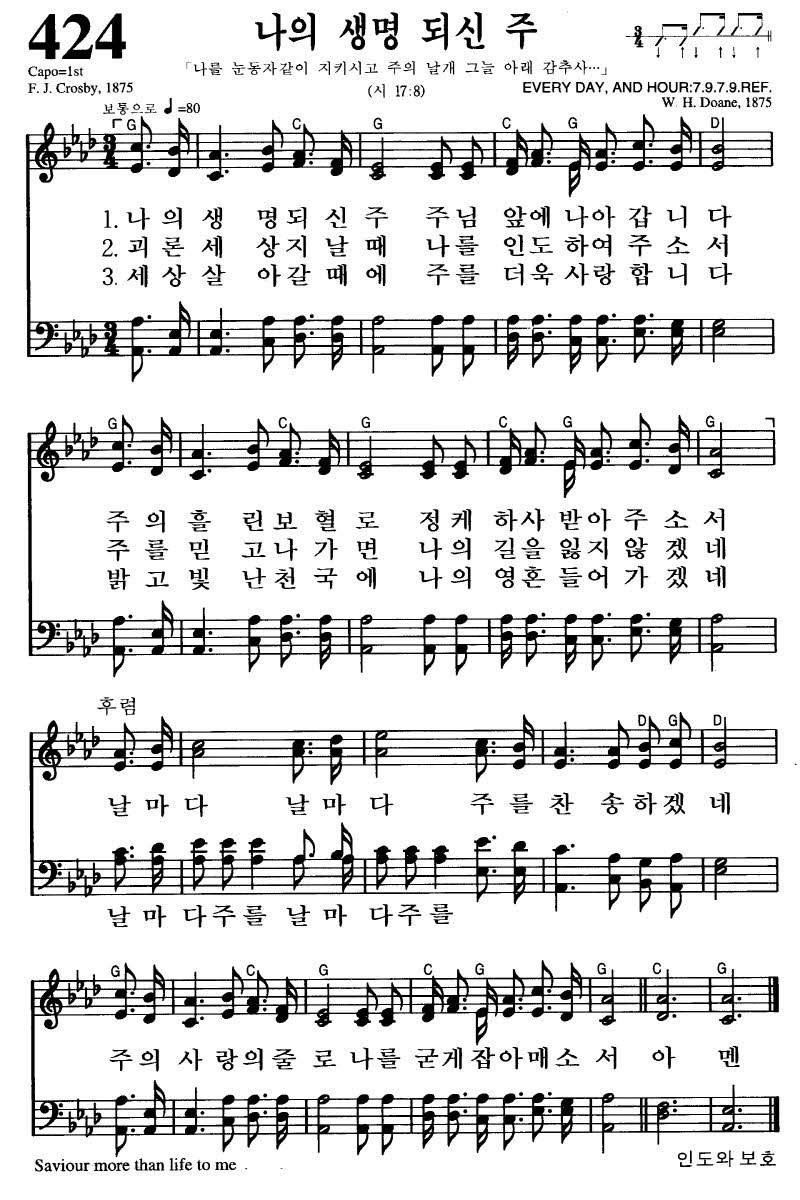 424
나의 생명 되신 주
3/4
Capo=1st
「나를 눈동자같이 지키시고 주의 날개 그늘 아래 감추사…」
F. J. Crosby, 1875
(시 17:8)
EVERY DAY, AND HOUR:7.9.7.9.REF.
W. H. Doane, 1875
보통으로 ♩=80
G G C G C G D
1. 나 의 생 명 되 신 주 주 님 앞 에 나 아 갑 니 다
2. 괴 론 세 상 지 날 때 나 를 인 도 하 여 주 소 서
3. 세 상 살 아 갈 때 에 주 를 더 욱 사 랑 합 니 다
G C G C G G
주 의 흘 린 보 혈 로 정 케 하 사 받 아 주 소 서
주 를 믿 고 나 가 면 나 의 길 을 잃 지 않 겠 네
밝 고 빛 난 천 국 에 나 의 영 혼 들 어 가 겠 네
후렴
D G D
날 마 다 날 마 다 주 를 찬 송 하 겠 네
날 마 다 주 를 날 마 다 주 를
G C G C G G C G
주 의 사 랑 의 줄 로 나 를 굳 게 잡 아 매 소 서 아 멘
Saviour more than life to me
인도와 보호